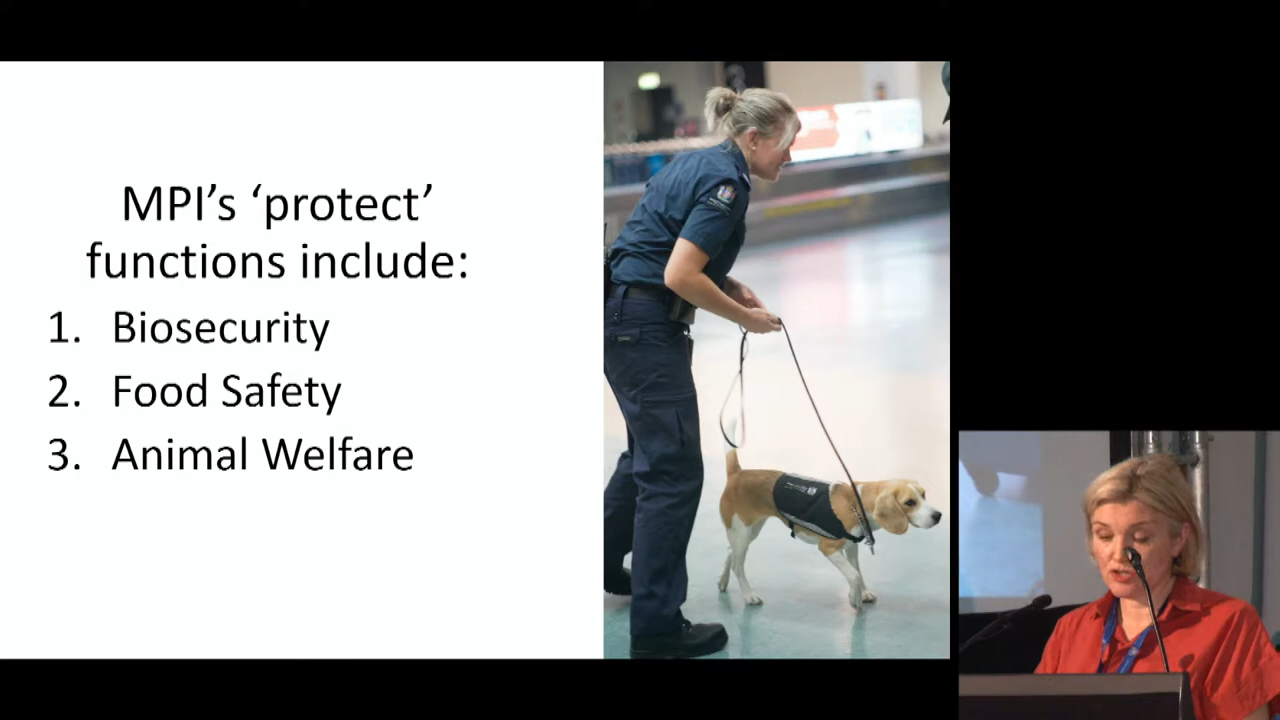 MPI's ‘protect’
functions include:
1. Biosecurity
2. Food Safety
3. Animal Welfare